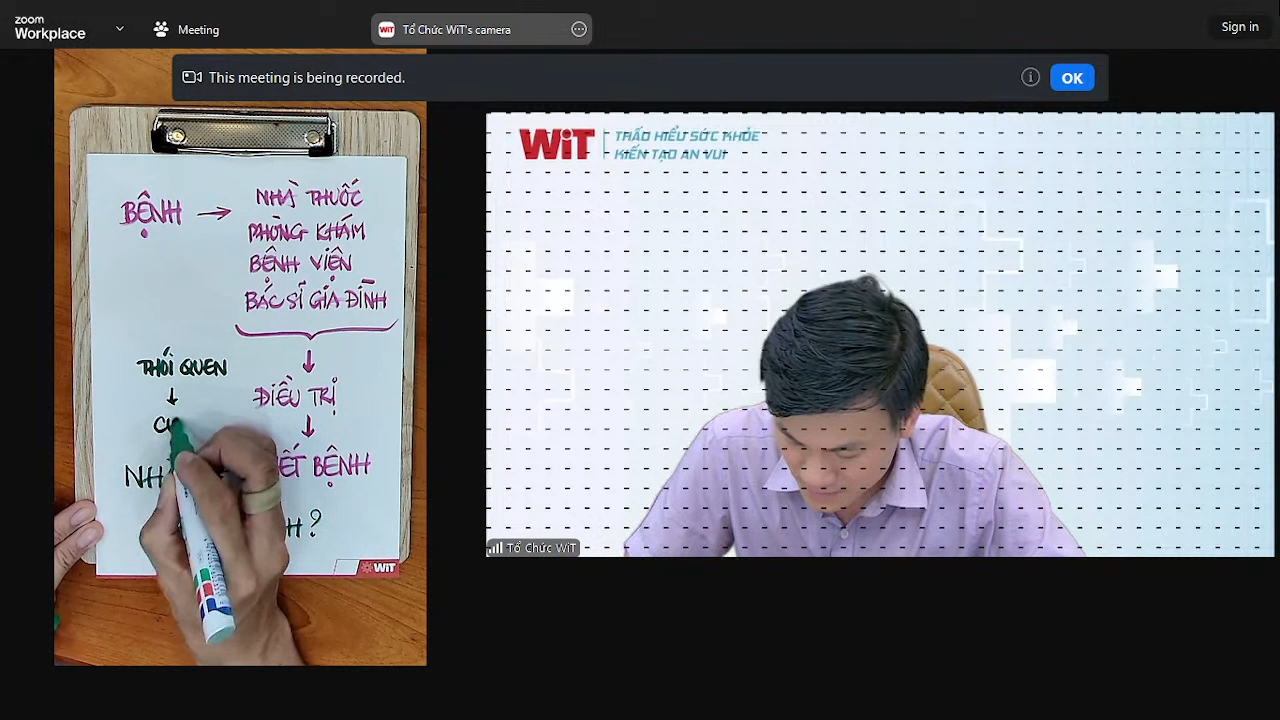 zoom
Workplace
Meeting
WiT Tổ Chức WiT's camera
Sign in
This meeting is being recorded.
OK
BỆNH → NHÀ THUỐC
PHÒNG KHÁM
BỆNH VIỆN
BÁC SĨ GIA ĐÌNH
THÓI QUEN
ĐIỀU TRỊ
BỆNH
?
WiT
WiT
THẤO HIỂU SỨC KHỎE
KIẾN TẠO AN VUI
Tổ Chức WiT